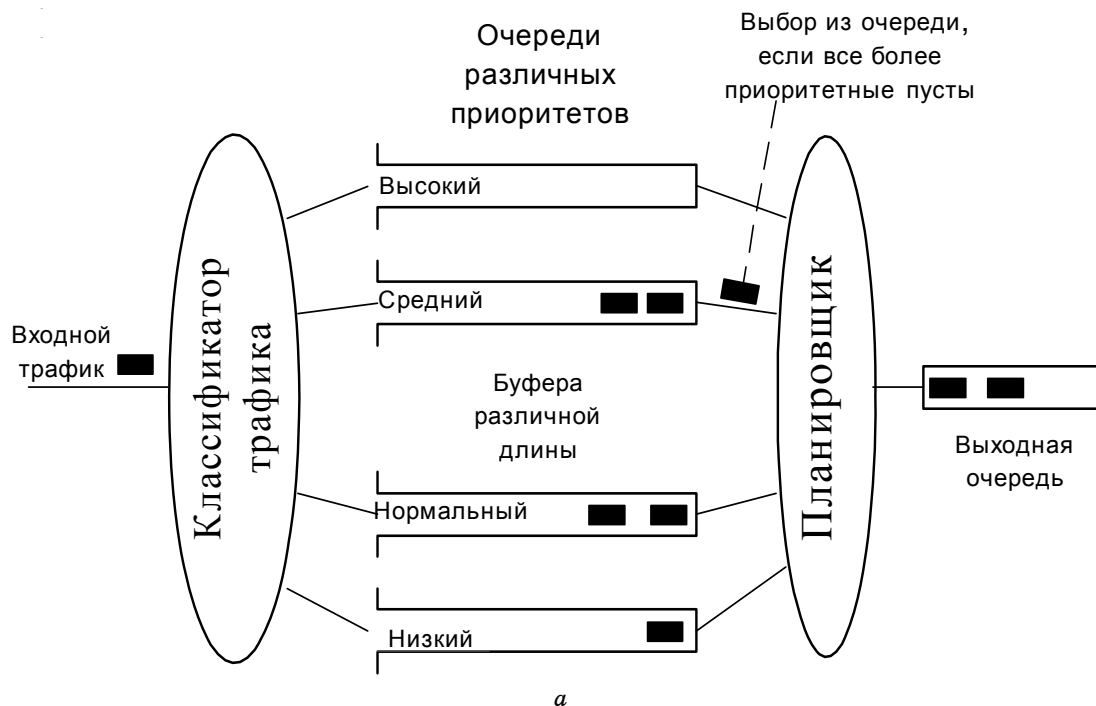 Очереди
различных
приоритетов
Выбор из очереди,
если все более
приоритетные пусты
Высокий
Средний
Входной
трафик
Классификатор
трафика
Буфера
различной
длины
Планировщик
Выходная
очередь
Нормальный
Низкий
а